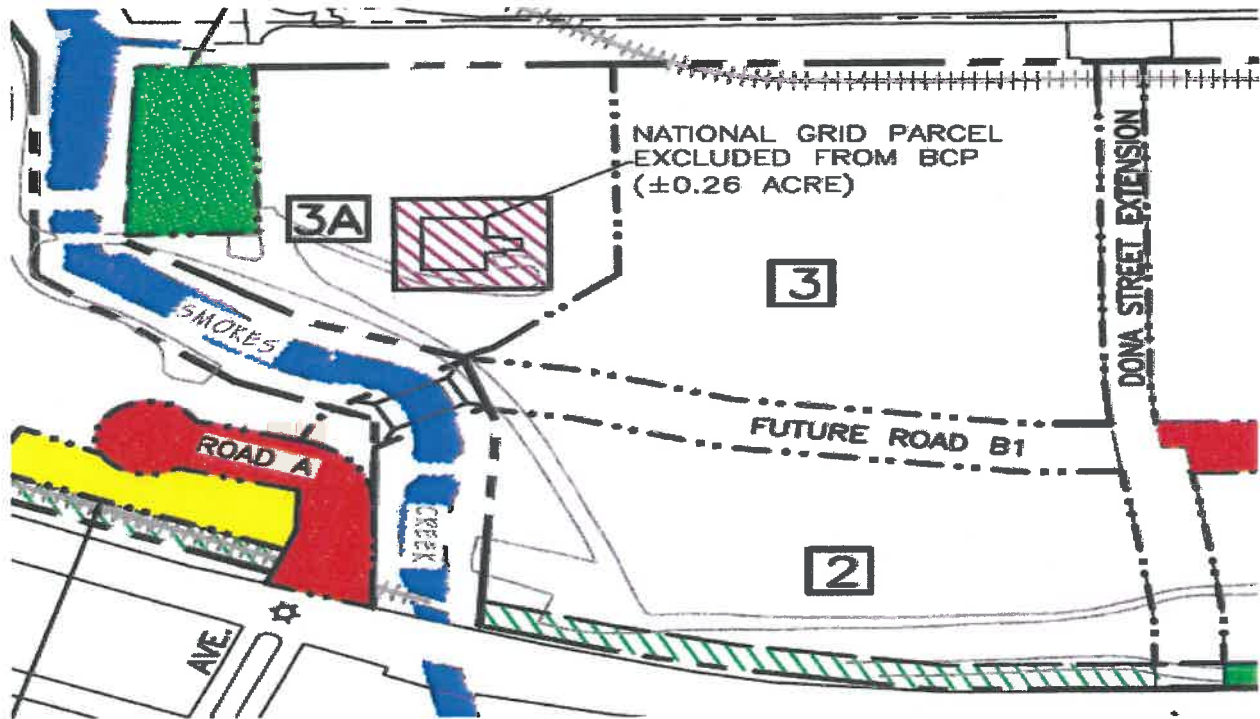 NATIONAL GRID PARCEL
EXCLUDED FROM BCP
(±0.26 ACRE)
3A
3
DONA STREET EXTENSION
SMOKES
CREEK
ROAD A
FUTURE ROAD B1
2
AVE.